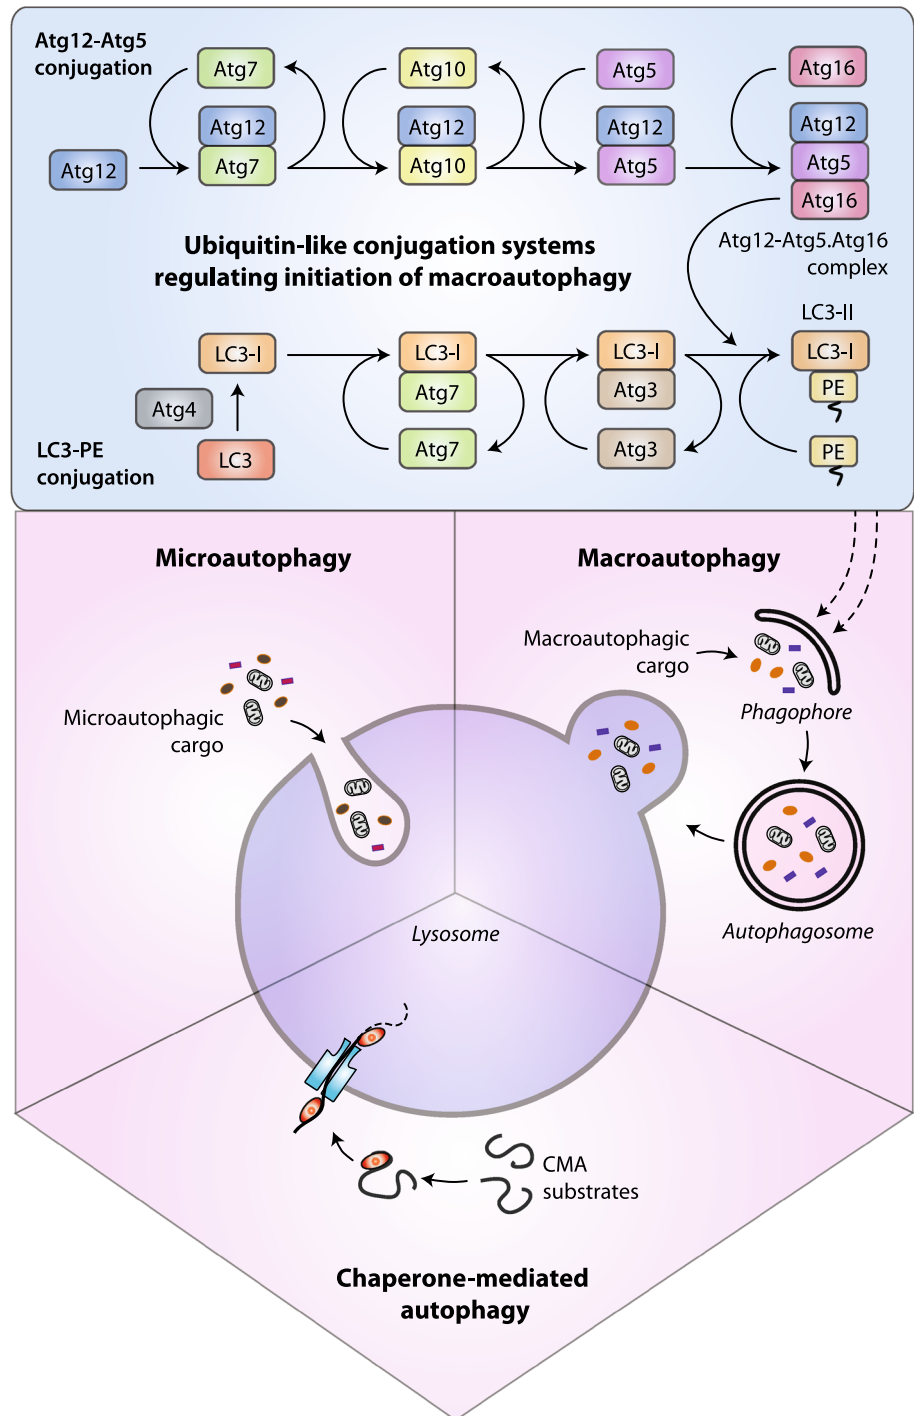 Atg12-Atg5
conjugation
Atg7
Atg10
Atg5
Atg16
Atg12
Atg12
Atg12
Atg12
Atg12
Atg7
Atg10
Atg5
Atg5
Atg16
Atg12-Atg5.Atg16
complex
Ubiquitin-like conjugation systems
regulating initiation of macroautophagy
LC3-II
LC3-I
LC3-I
LC3-I
LC3-I
Atg7
Atg3
PE
Atg4
LC3-PE
conjugation
LC3
Atg7
Atg3
PE
Microautophagy
Macroautophagy
Macroautophagic
cargo
Phagophore
Microautophagic
cargo
Autophagosome
Lysosome
CMA
substrates
Chaperone-mediated
autophagy